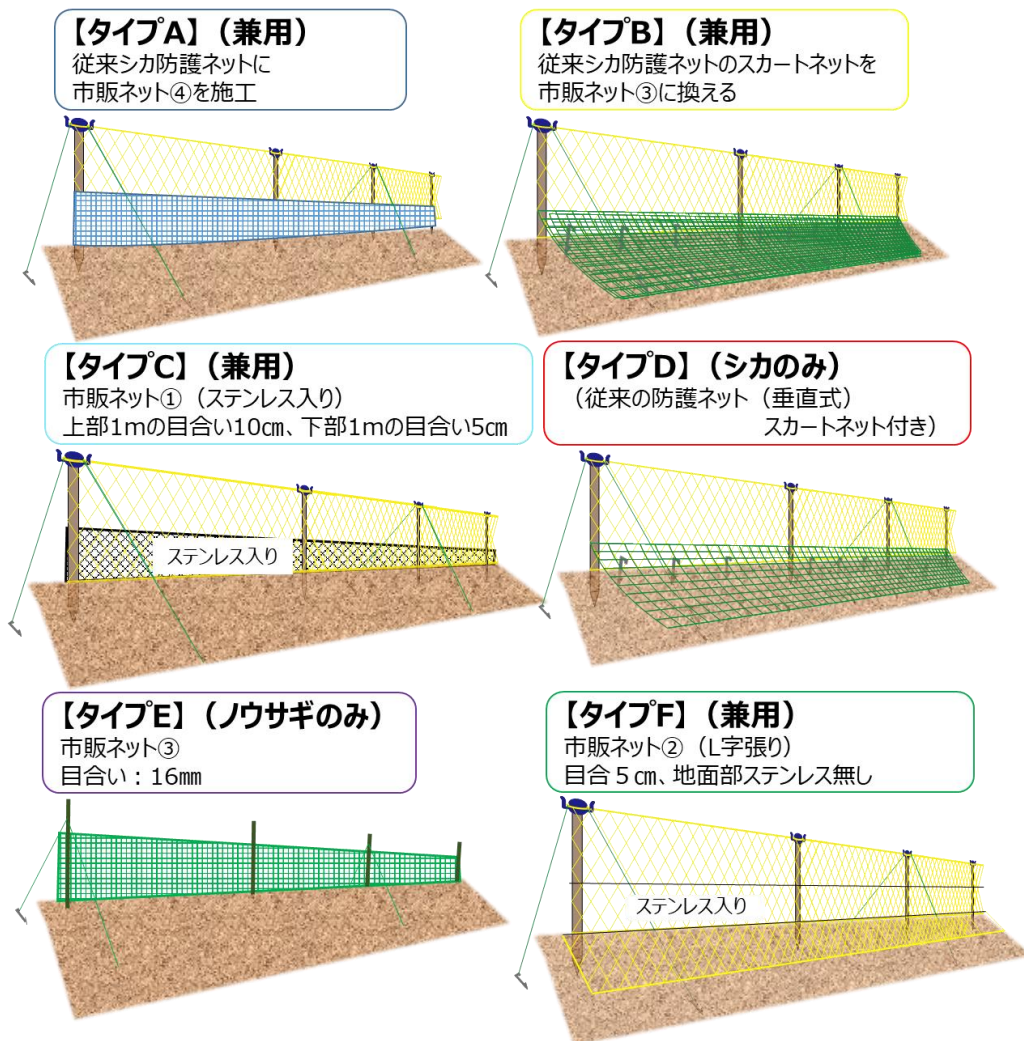 【タイプA】（兼用）
従来シカ防護ネットに
市販ネット④を施工
【タイプB】（兼用）
従来シカ防護ネットのスカートネットを
市販ネット③に換える
【タイプC】（兼用）
市販ネット①（ステンレス入り）
上部1mの目合い10㎝、下部1mの目合い5㎝
ステンレス入り
【タイプD】（シカのみ）
（従来の防護ネット（垂直式）
スカートネット付き）
【タイプE】（ノウサギのみ）
市販ネット③
目合い：16㎜
【タイプF】（兼用）
市販ネット②（L字張り）
目合５㎝、地面部ステンレス無し
ステンレス入り